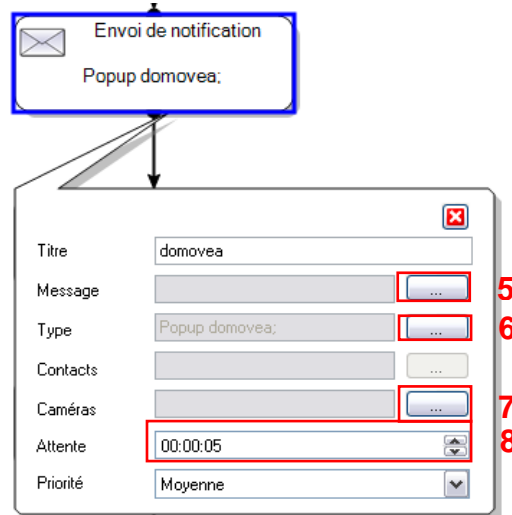 Envoi de notification
Popup domovea;
Titre domovea
Message ... 5
Type Popup domovea; ... 6
Contacts ...
Caméras ... 7
Attente 00:00:05 8
Priorité Moyenne